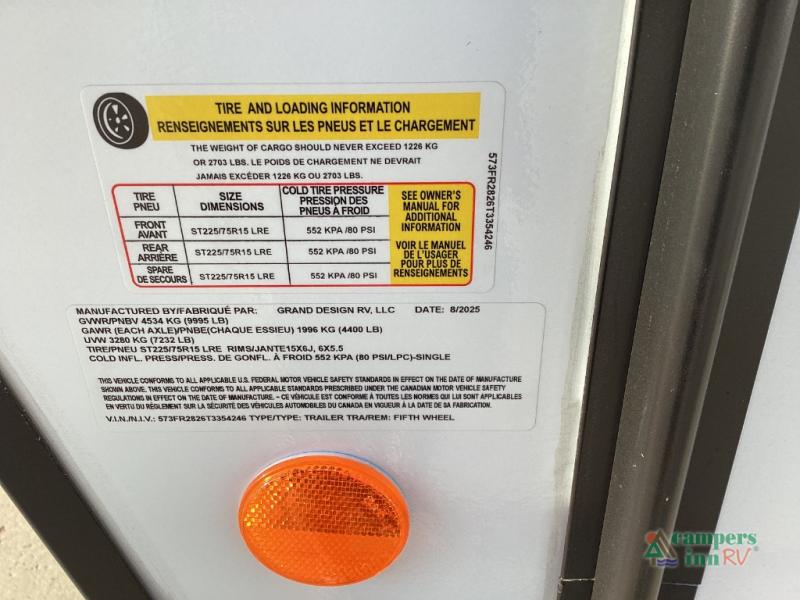 TIRE AND LOADING INFORMATION
RENSEIGNEMENTS SUR LES PNEUS ET LE CHARGEMENT
THE WEIGHT OF CARGO SHOULD NEVER EXCEED 1226 KG
OR 2703 LBS. LE POIDS DE CHARGEMENT NE DEVRAIT
JAMAIS EXCÉDER 1226 KG OU 2703 LBS.
TIRE
PNEU
SIZE
DIMENSIONS
COLD TIRE PRESSURE
PRESSION DES
PNEUS À FROID
FRONT
AVANT
ST225/75R15 LRE
552 KPA /80 PSI
REAR
ARRIÈRE
ST225/75R15 LRE
552 KPA /80 PSI
SPARE
DE SECOURS
ST225/75R15 LRE
552 KPA /80 PSI
SEE OWNER'S
MANUAL FOR
ADDITIONAL
INFORMATION
VOIR LE MANUEL
DE L'USAGER
POUR PLUS DE
RENSEIGNEMENTS
573FR2826T3354246
MANUFACTURED BY/FABRIQUÉ PAR: GRAND DESIGN RV, LLC DATE: 8/2025
GVWR/PNBV 4534 KG (9995 LB)
GAWR (EACH AXLE)/PNBE(CHAQUE ESSIEU) 1996 KG (4400 LB)
UVW 3280 KG (7232 LB)
TIRE/PNEU ST225/75R15 LRE RIMS/JANTE15X6J, 6X5.5
COLD INFL. PRESS/PRESS. DE GONFL. À FROID 552 KPA (80 PSI/LPC)-SINGLE
THIS VEHICLE CONFORMS TO ALL APPLICABLE U.S. FEDERAL MOTOR VEHICLE SAFETY STANDARDS IN EFFECT ON THE DATE OF MANUFACTURE
SHOWN ABOVE. THIS VEHICLE CONFORMS TO ALL APPLICABLE STANDARDS PRESCRIBED UNDER THE CANADIAN MOTOR VEHICLE SAFETY
REGULATIONS IN EFFECT ON THE DATE OF MANUFACTURE. - CE VÉHICULE EST CONFORME À TOUTES LES NORMES QUI LUI SONT APPLICABLES
EN VERTU DU RÈGLEMENT SUR LA SÉCURITÉ DES VÉHICULES AUTOMOBILES DU CANADA EN VIGUEUR À LA DATE DE SA FABRICATION.
V.I.N./N.I.V.: 573FR2826T3354246 TYPE/TYPE: TRAILER TRA/REM: FIFTH WHEEL
campers
inn RV®